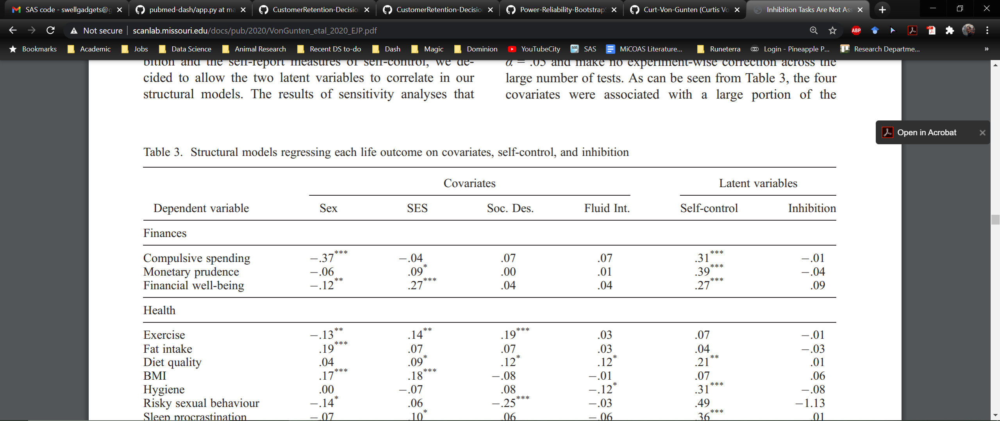 SAS code - swellgadgets@g
pubmed-dash/app.py at ma
CustomerRetention-Decisio
CustomerRetention-Decisio
Power-Reliability-Bootstrap
Curt-Von-Gunten (Curtis Vo
Inhibition Tasks Are Not Ass
Not secure | scanlab.missouri.edu/docs/pub/2020/VonGunten_etal_2020_EJP.pdf ABP
Bookmarks Academic Jobs Data Science Animal Research Recent DS to-do Dash Magic Dominion YouTubeCity SAS MiCOAS Literature... Runeterra Login - Pineapple P... Research Departme... »
bition and the self-report measures of self-control, we de-
cided to allow the two latent variables to correlate in our
structural models. The results of sensitivity analyses that
α = .05 and make no experiment-wise correction across the
large number of tests. As can be seen from Table 3, the four
covariates were associated with a large portion of the
Open in Acrobat
Table 3. Structural models regressing each life outcome on covariates, self-control, and inhibition
Covariates Latent variables
Dependent variable Sex SES Soc. Des. Fluid Int. Self-control Inhibition
Finances
Compulsive spending −.37*** −.04 .07 .07 .31*** −.01
Monetary prudence −.06 .09* .00 .01 .39*** −.04
Financial well-being −.12** .27*** .04 .04 .27*** .09
Health
Exercise −.13** .14** .19*** .03 .07 −.01
Fat intake .19*** .07 .07 .03 .04 −.03
Diet quality .04 .09* .12* .12* .21** .01
BMI .17*** .18*** −.08 −.01 .07 .06
Hygiene .00 −.07 .08 −.12* .31*** −.08
Risky sexual behaviour −.14* .06 −.25*** −.03 .49 −1.13
Sleep procrastination −.07 .10* .06 −.06 .36*** .01